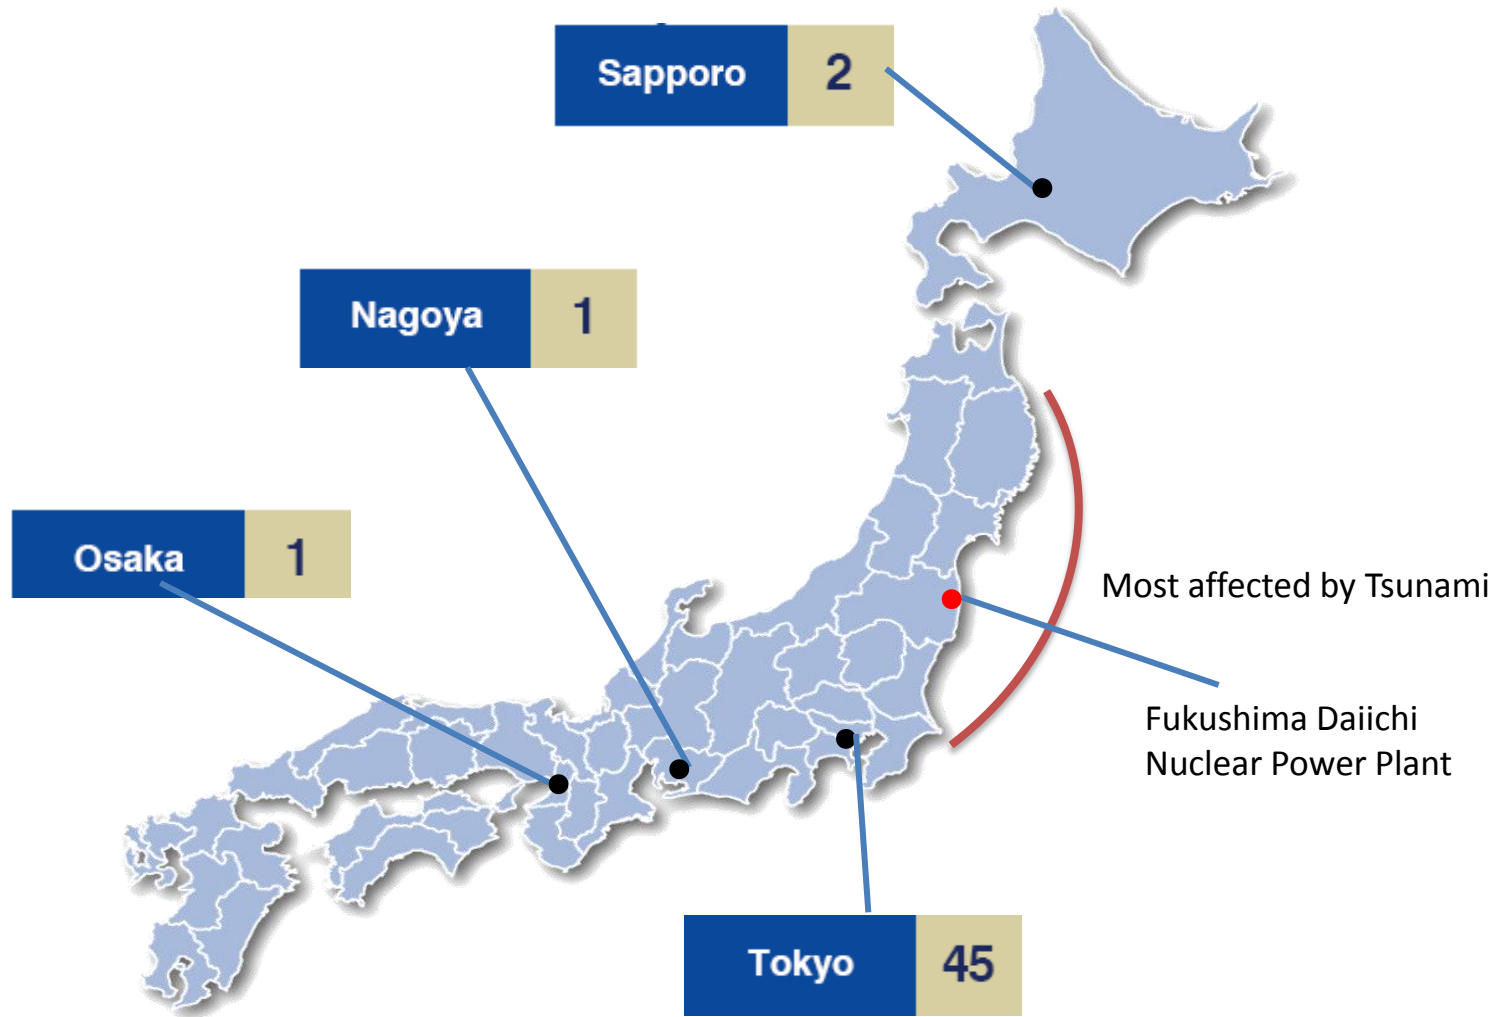 Sapporo 2
Nagoya 1
Osaka 1
Most affected by Tsunami
Fukushima Daiichi
Nuclear Power Plant
Tokyo 45